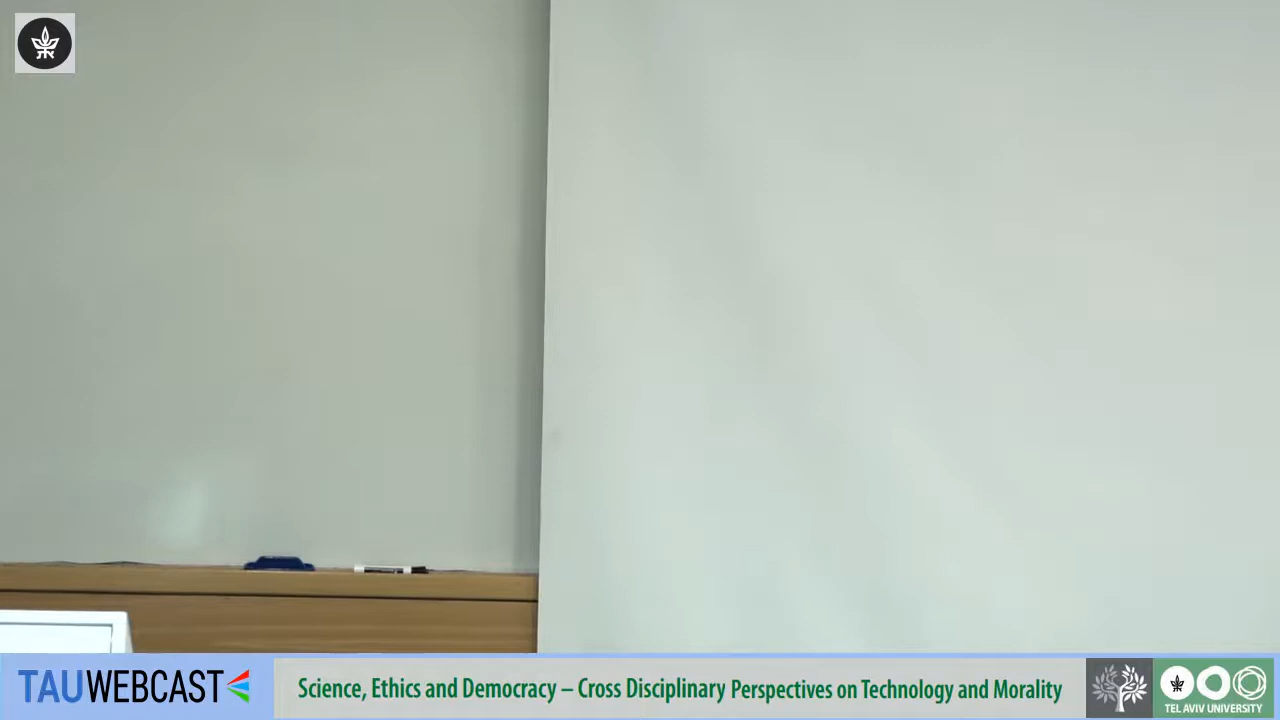 TAUWEBCAST
Science, Ethics and Democracy – Cross Disciplinary Perspectives on Technology and Morality
TEL AVIV UNIVERSITY